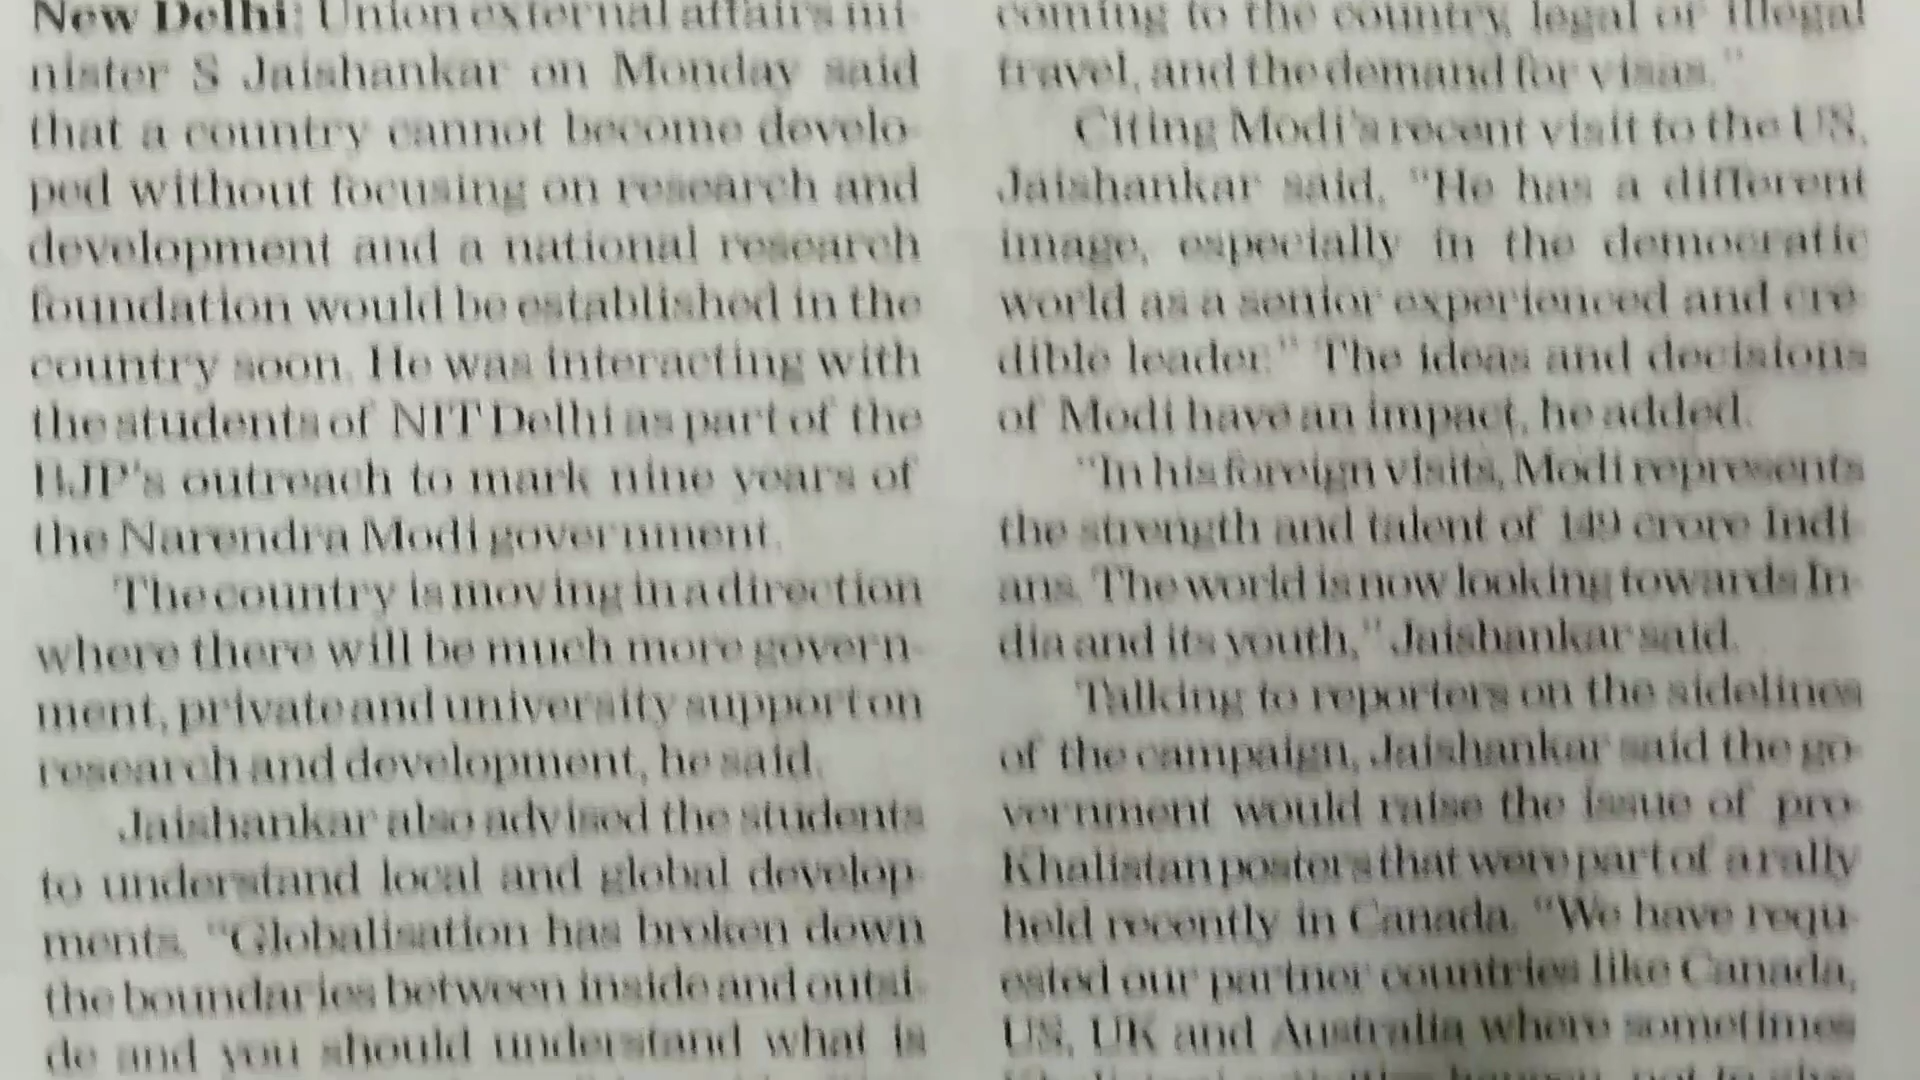 New Delhi: Union external affairs mi-
nister S Jaishankar on Monday said
that a country cannot become develo-
ped without focusing on research and
development and a national research
foundation would be established in the
country soon. He was interacting with
the students of NIT Delhi as part of the
BJP's outreach to mark nine years of
the Narendra Modi government.
The country is moving in a direction
where there will be much more govern-
ment, private and university support on
research and development, he said.
Jaishankar also advised the students
to understand local and global develop-
ments. "Globalisation has broken down
the boundaries between inside and outsi-
de and you should understand what is
coming to the country, legal or illegal
travel, and the demand for visas."
Citing Modi's recent visit to the US,
Jaishankar said, "He has a different
image, especially in the democratic
world as a senior experienced and cre-
dible leader." The ideas and decisions
of Modi have an impact, he added.
"In his foreign visits, Modi represents
the strength and talent of 149 crore Indi-
ans. The world is now looking towards In-
dia and its youth," Jaishankar said.
Talking to reporters on the sidelines
of the campaign, Jaishankar said the go-
vernment would raise the issue of pro-
Khalistan posters that were part of a rally
held recently in Canada. "We have requ-
ested our partner countries like Canada,
US, UK and Australia where sometimes